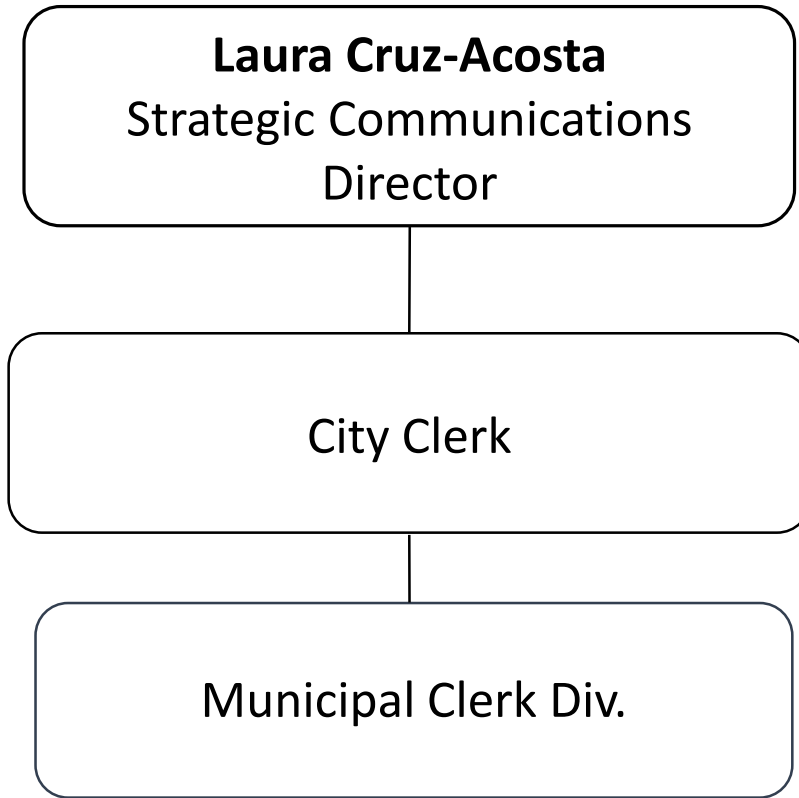 Laura Cruz-Acosta
Strategic Communications
Director
City Clerk
Municipal Clerk Div.